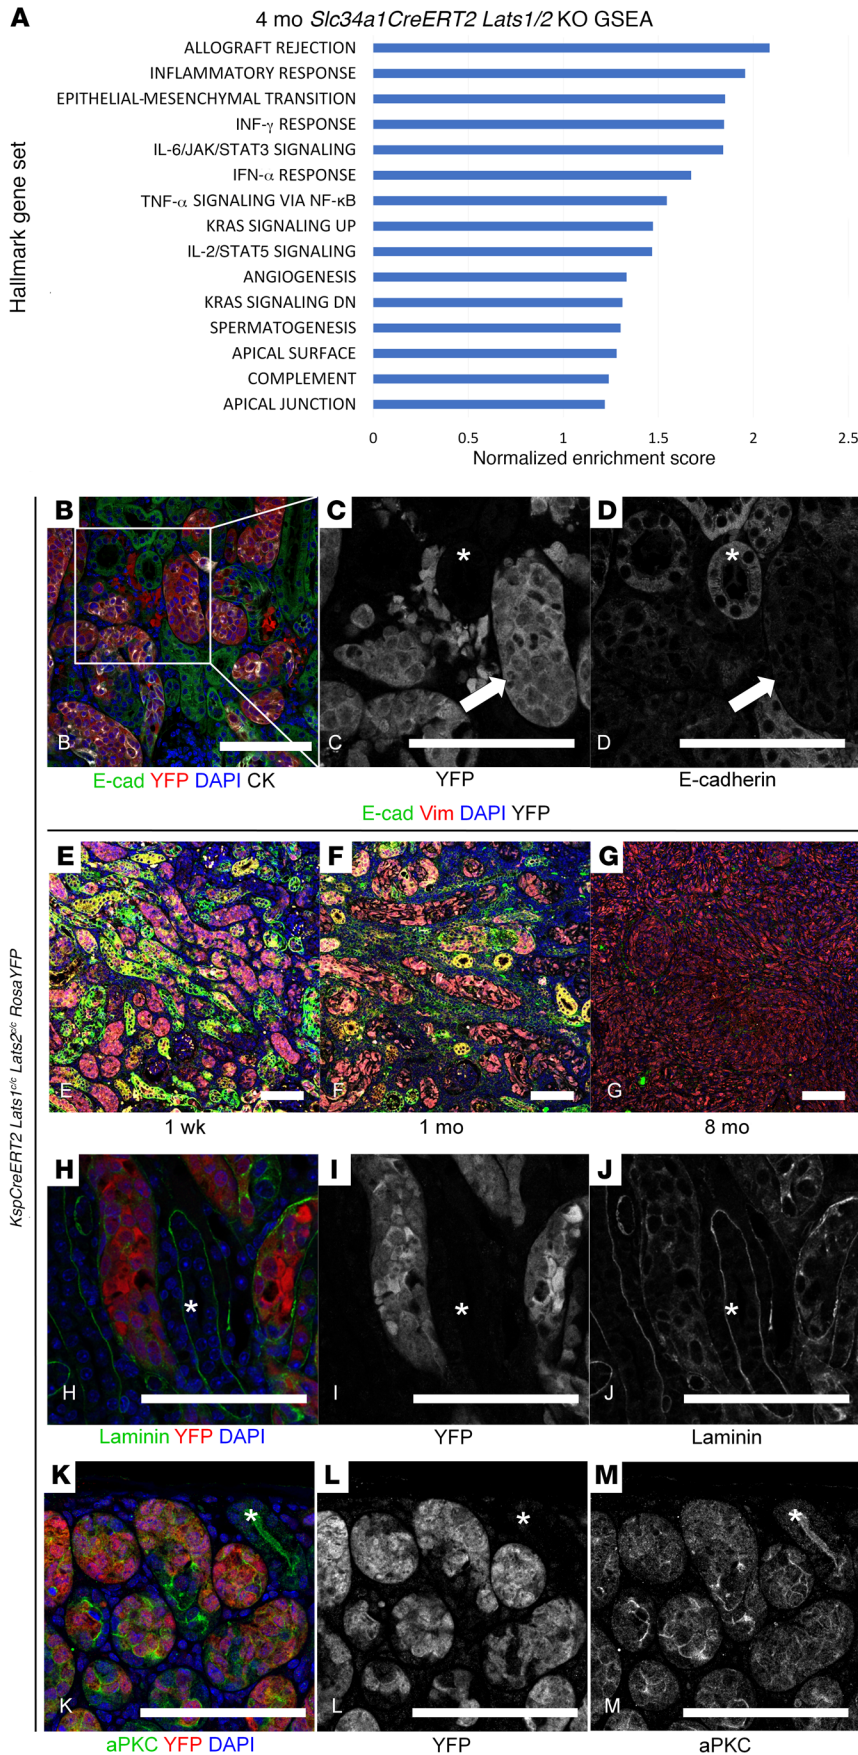 A
4 mo Slc34a1CreERT2 Lats1/2 KO GSEA
Hallmark gene set
ALLOGRAFT REJECTION
INFLAMMATORY RESPONSE
EPITHELIAL-MESENCHYMAL TRANSITION
INF-γ RESPONSE
IL-6/JAK/STAT3 SIGNALING
IFN-α RESPONSE
TNF-α SIGNALING VIA NF-κB
KRAS SIGNALING UP
IL-2/STAT5 SIGNALING
ANGIOGENESIS
KRAS SIGNALING DN
SPERMATOGENESIS
APICAL SURFACE
COMPLEMENT
APICAL JUNCTION
0 0.5 1 1.5 2 2.5
Normalized enrichment score
B C D
* *
B C D
E-cad YFP DAPI CK YFP E-cadherin
E-cad Vim DAPI YFP
KspCreERT2 Lats1c/c Lats2c/c RosaYFP
E F G
E F G
1 wk 1 mo 8 mo
H I J
* * *
H I J
Laminin YFP DAPI YFP Laminin
K L M
* * *
K L M
aPKC YFP DAPI YFP aPKC